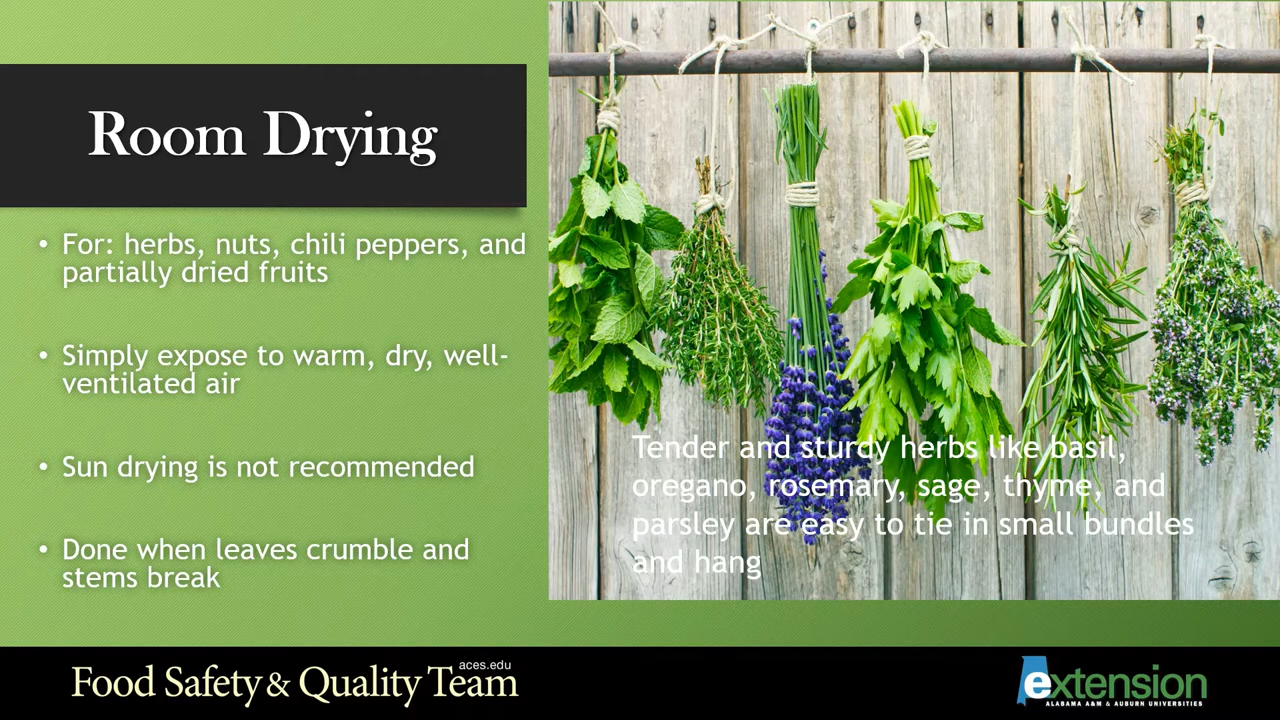 Room Drying
• For: herbs, nuts, chili peppers, and
partially dried fruits
• Simply expose to warm, dry, well-
ventilated air
• Sun drying is not recommended
• Done when leaves crumble and
stems break
Tender and sturdy herbs like basil,
oregano, rosemary, sage, thyme, and
parsley are easy to tie in small bundles
and hang
aces.edu
Food Safety & Quality Team
extension
ALABAMA A&M & AUBURN UNIVERSITIES